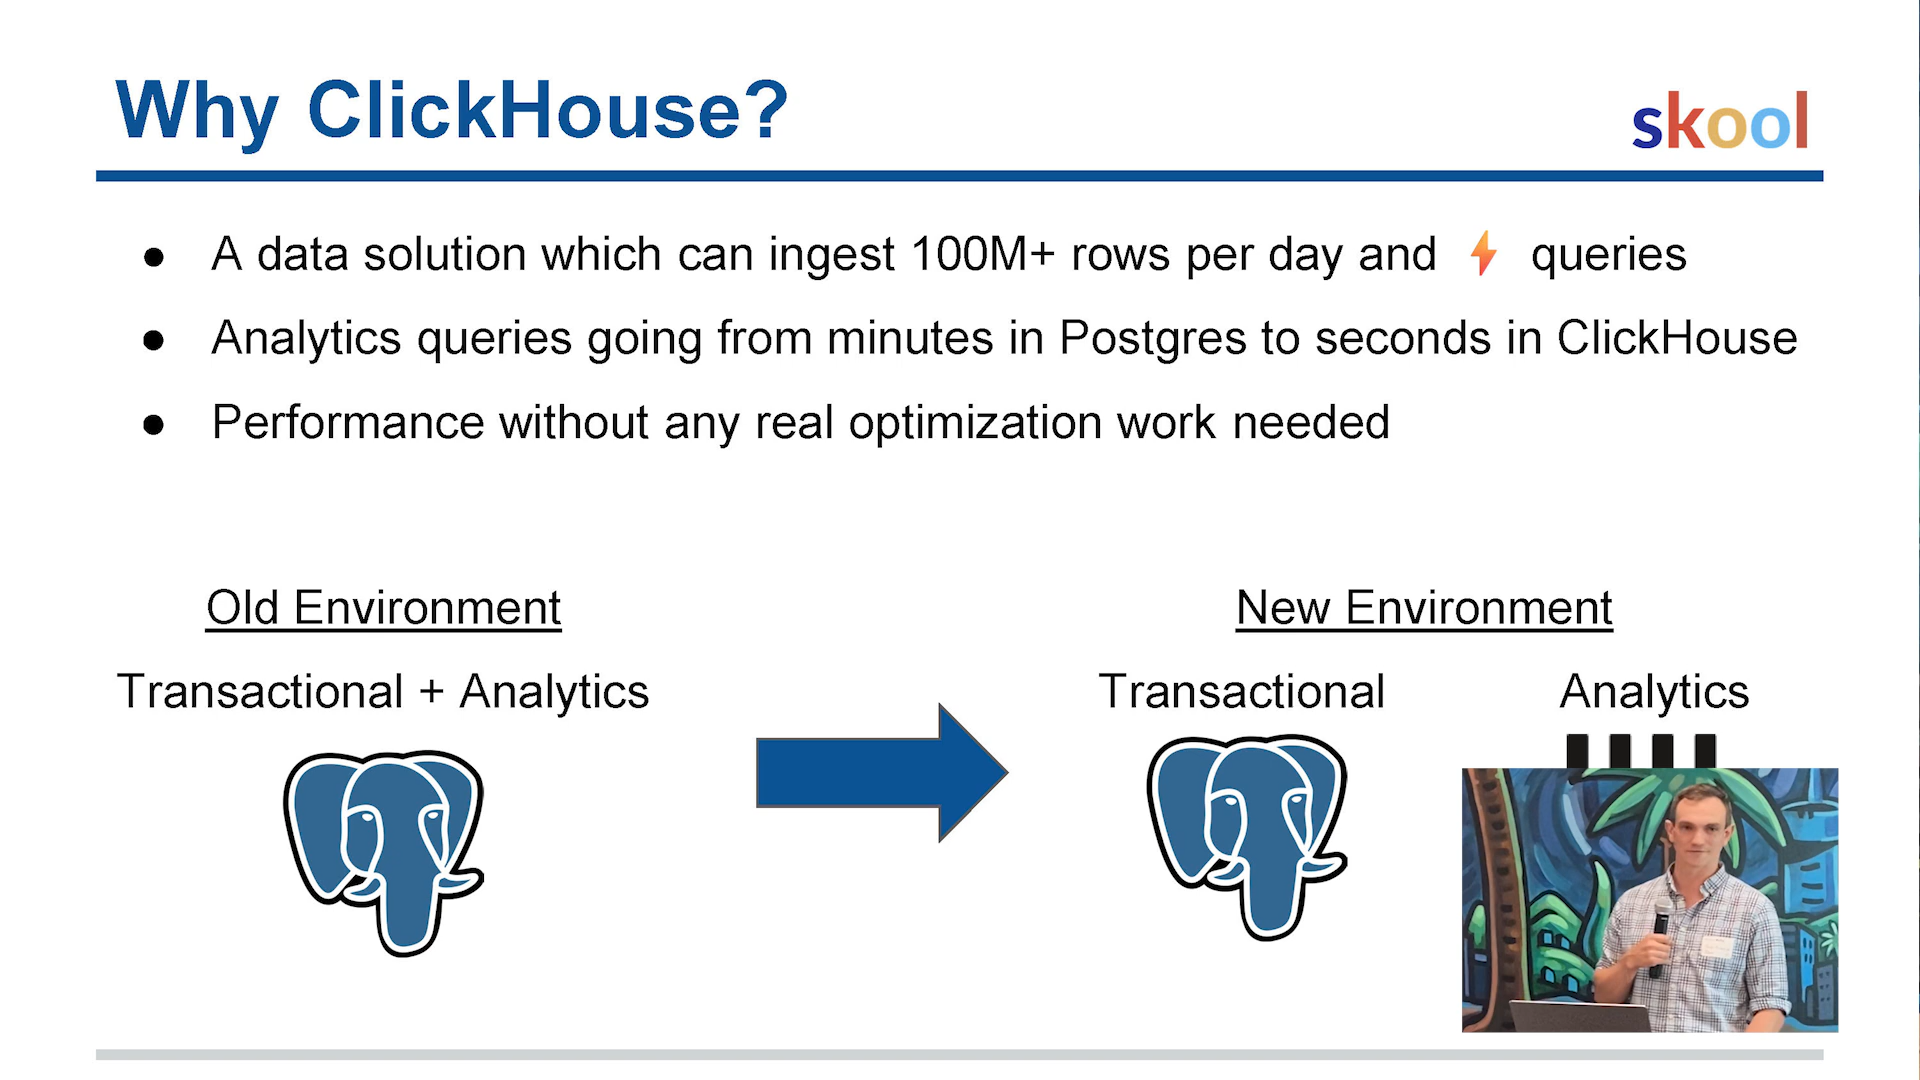 Why ClickHouse?
skool
● A data solution which can ingest 100M+ rows per day and ⚡ queries
● Analytics queries going from minutes in Postgres to seconds in ClickHouse
● Performance without any real optimization work needed
Old Environment
New Environment
Transactional + Analytics
Transactional
Analytics